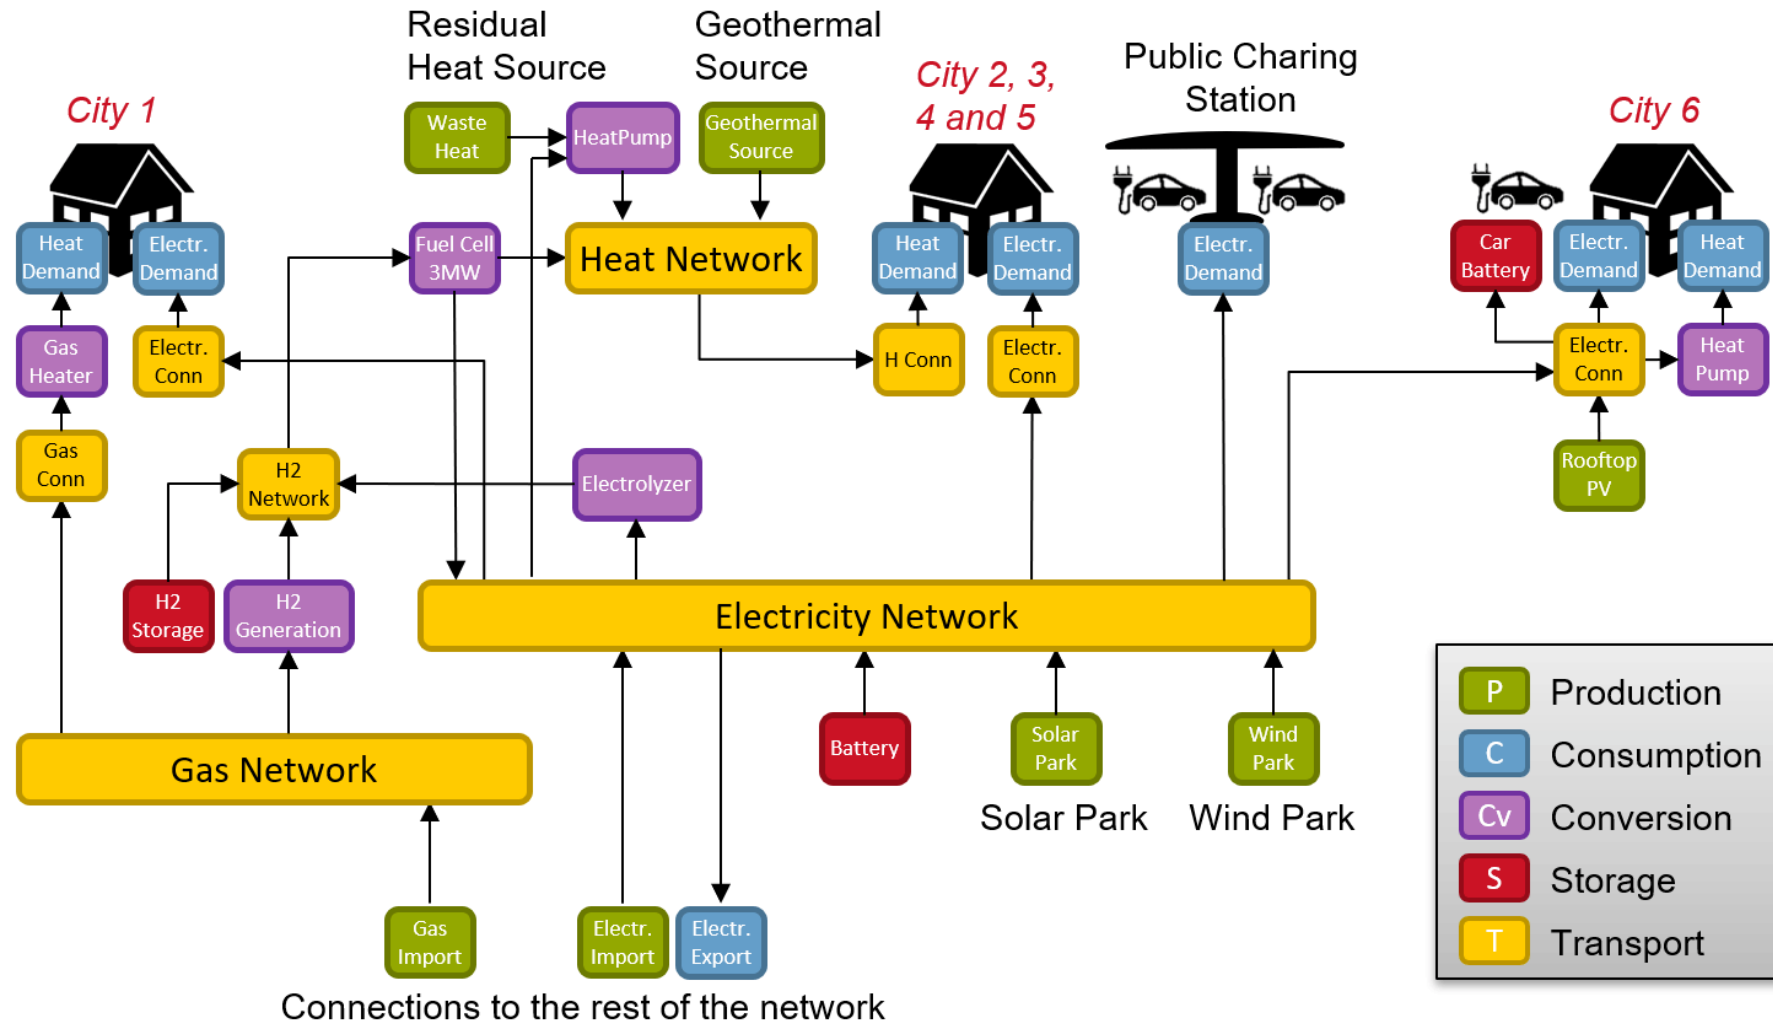 Residual
Heat Source
Geothermal
Source
City 1
City 2, 3,
4 and 5
Public Charing
Station
City 6
Waste
Heat
HeatPump
Geothermal
Source
Heat
Demand
Electr.
Demand
Fuel Cell
3MW
Heat Network
Heat
Demand
Electr.
Demand
Electr.
Demand
Car
Battery
Electr.
Demand
Heat
Demand
Gas
Heater
Electr.
Conn
H Conn
Electr.
Conn
Electr.
Conn
Heat
Pump
Gas
Conn
H2
Network
Electrolyzer
Rooftop
PV
H2
Storage
H2
Generation
Electricity Network
Gas Network
Battery
Solar
Park
Wind
Park
Solar Park
Wind Park
Gas
Import
Electr.
Import
Electr.
Export
Connections to the rest of the network
P
Production
C
Consumption
Cv
Conversion
S
Storage
T
Transport